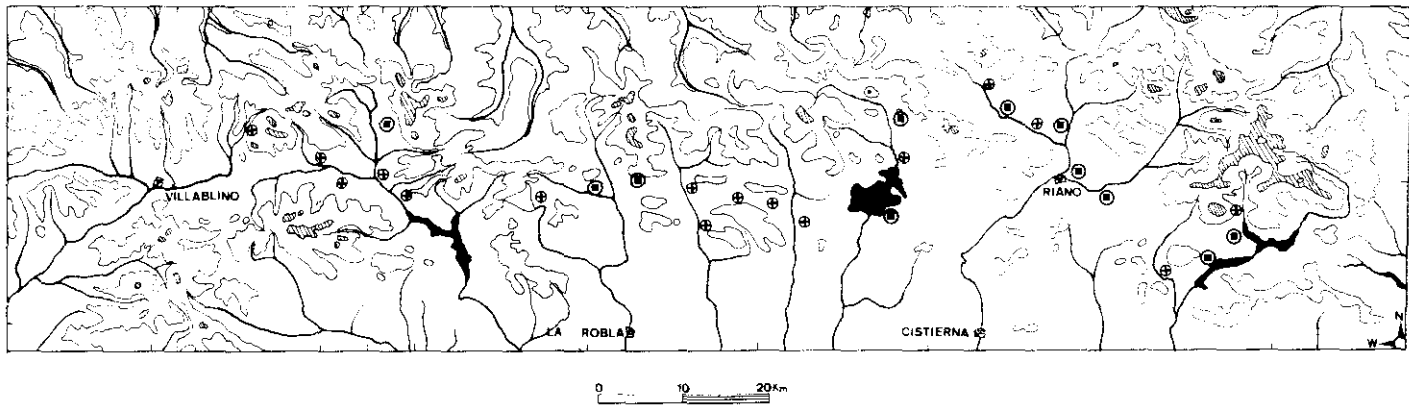 VILLABLINO
RIANO
LA ROBLA
CISTIERNA
N
W
0 10 20Km